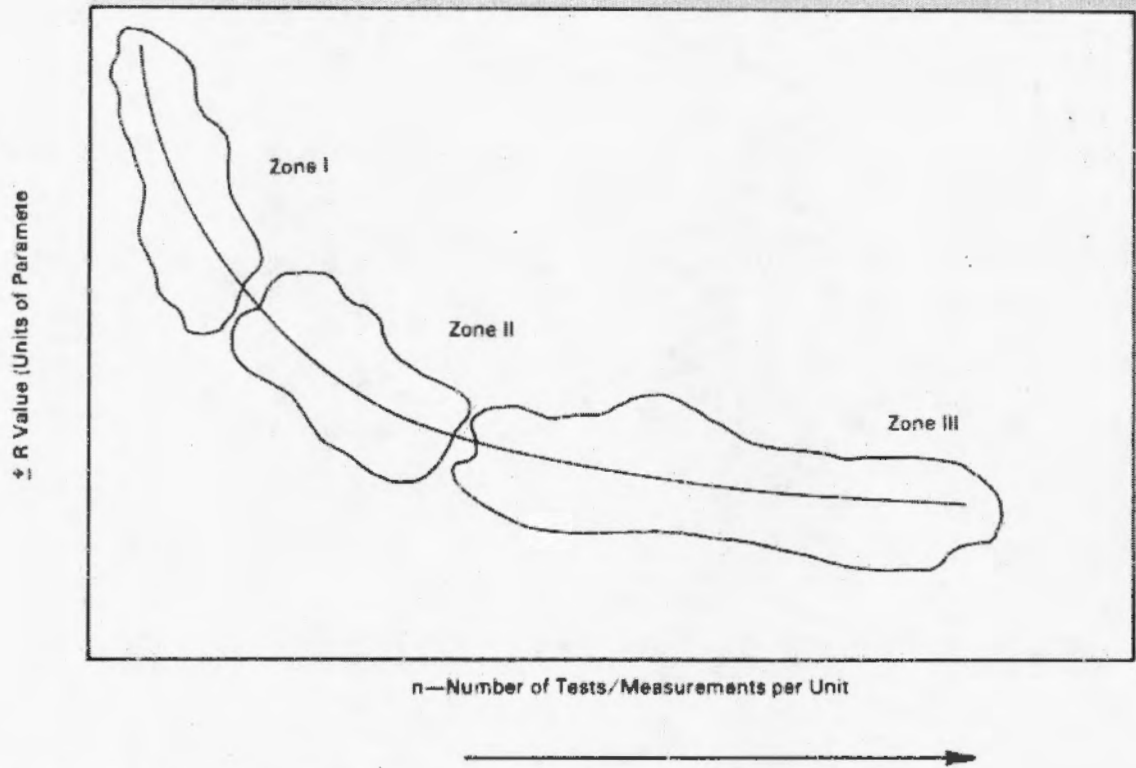 Zone I
Zone II
Zone III
± R Value (Units of Paramete
n—Number of Tests/Measurements per Unit